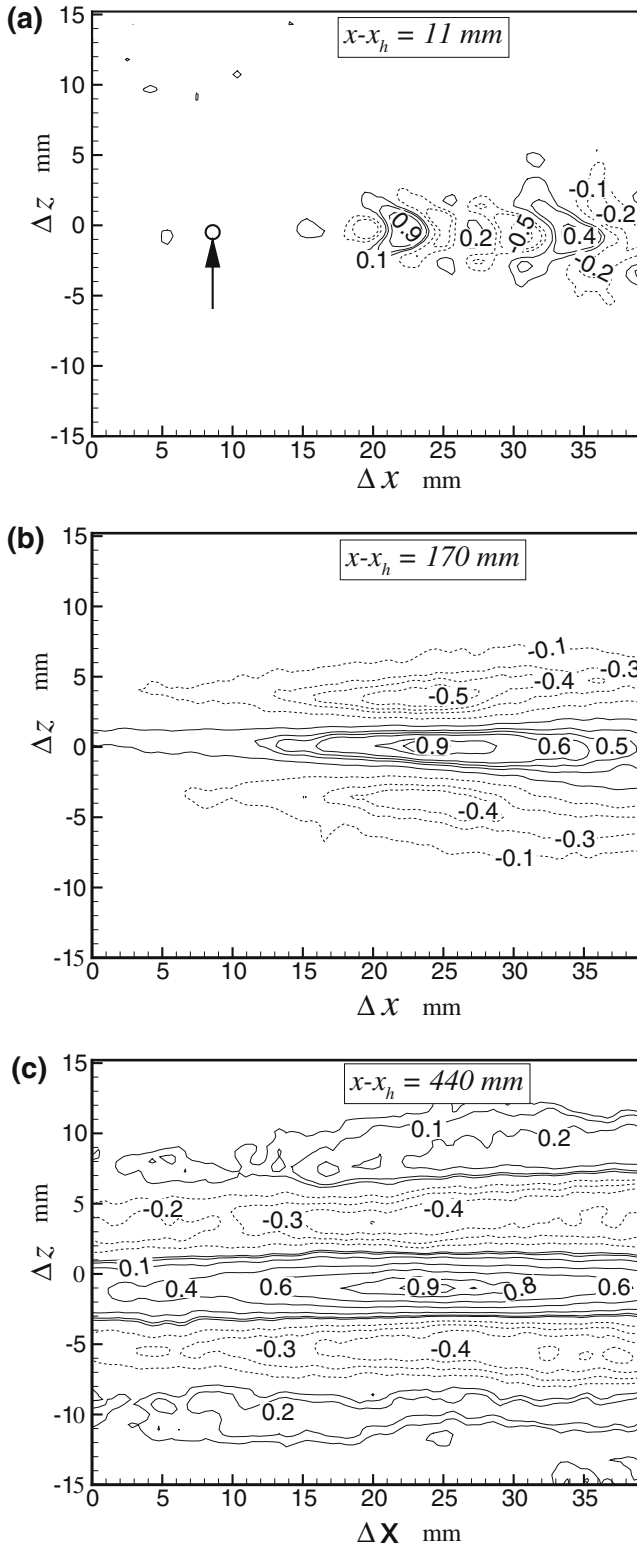 (a)
x-x_h = 11 mm
15
10
5
0
-5
-10
-15
Δz mm
0.1
0.9
0.2
-0.5
0.4
-0.1
-0.2
-0.2
0 5 10 15 20 25 30 35
Δx mm
(b)
x-x_h = 170 mm
15
10
5
0
-5
-10
-15
Δz mm
-0.1
-0.3
-0.4
-0.5
0.9 0.6 0.5
-0.4
-0.3
-0.1
0 5 10 15 20 25 30 35
Δx mm
(c)
x-x_h = 440 mm
15
10
5
0
-5
-10
-15
Δz mm
0.1
0.2
-0.2 -0.3 -0.4
0.1
0.4 0.6 0.9 0.8 0.6
-0.3 -0.4
0.2
0 5 10 15 20 25 30 35
ΔX mm